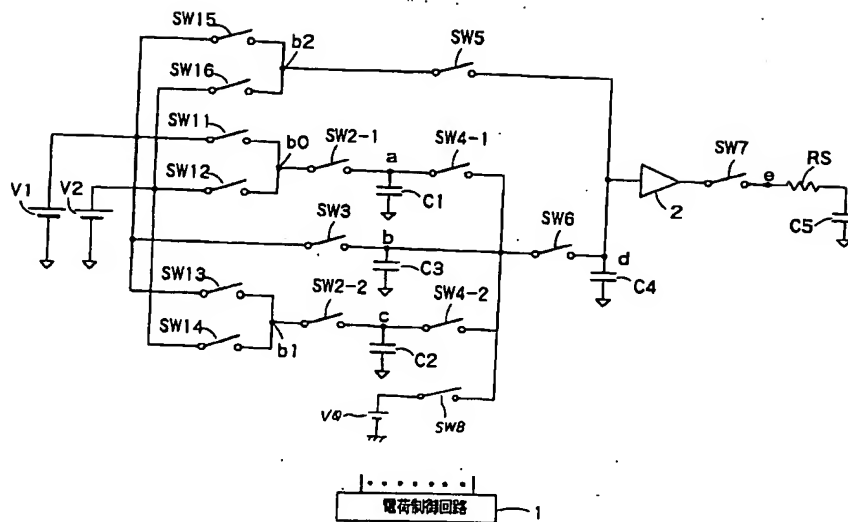 SW15
b2
SW5
SW16
SW11
b0
SW2-1
a
SW4-1
SW7
e
RS
V1
V2
SW12
C1
2
SW3
b
SW6
d
C5
C3
C4
SW13
SW2-2
c
SW4-2
SW14
b1
C2
VQ
SW8
電荷制御回路
1